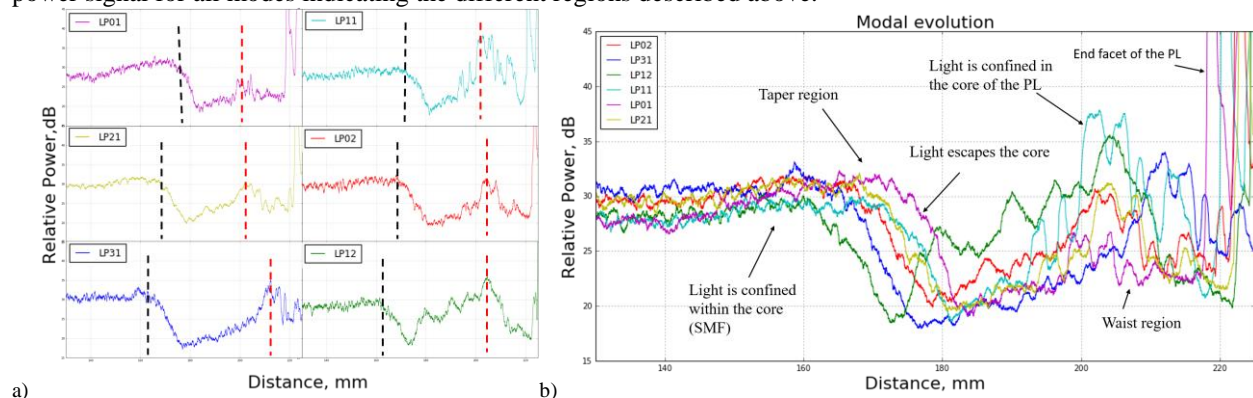 power signal for all modes indicating the different regions described above.
LP01
LP11
LP21
LP02
LP31
LP12
Relative Power,dB
Distance, mm
a)
Modal evolution
LP02
LP31
LP12
LP11
LP01
LP21
45
40
35
30
25
20
15
130
140
160
180
200
220
Relative Power, dB
Distance, mm
Taper region
Light is confined in
the core of the PL
End facet of the PL
Light escapes the core
Light is confined
within the core
(SMF)
Waist region
b)